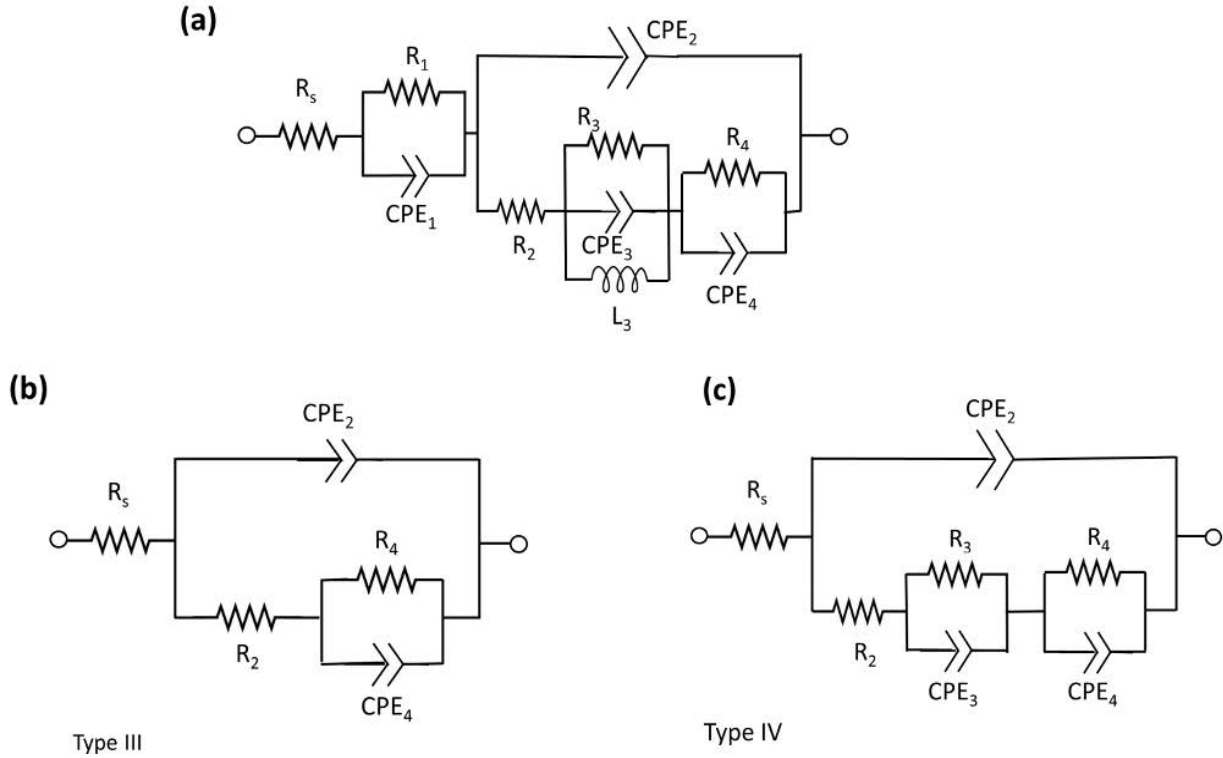 (a)
CPE₂
R₁
Rₛ
R₃
R₄
CPE₁
R₂
CPE₃
CPE₄
L₃
(b)
CPE₂
Rₛ
R₄
R₂
CPE₄
Type III
(c)
CPE₂
Rₛ
R₃
R₄
R₂
CPE₃
CPE₄
Type IV